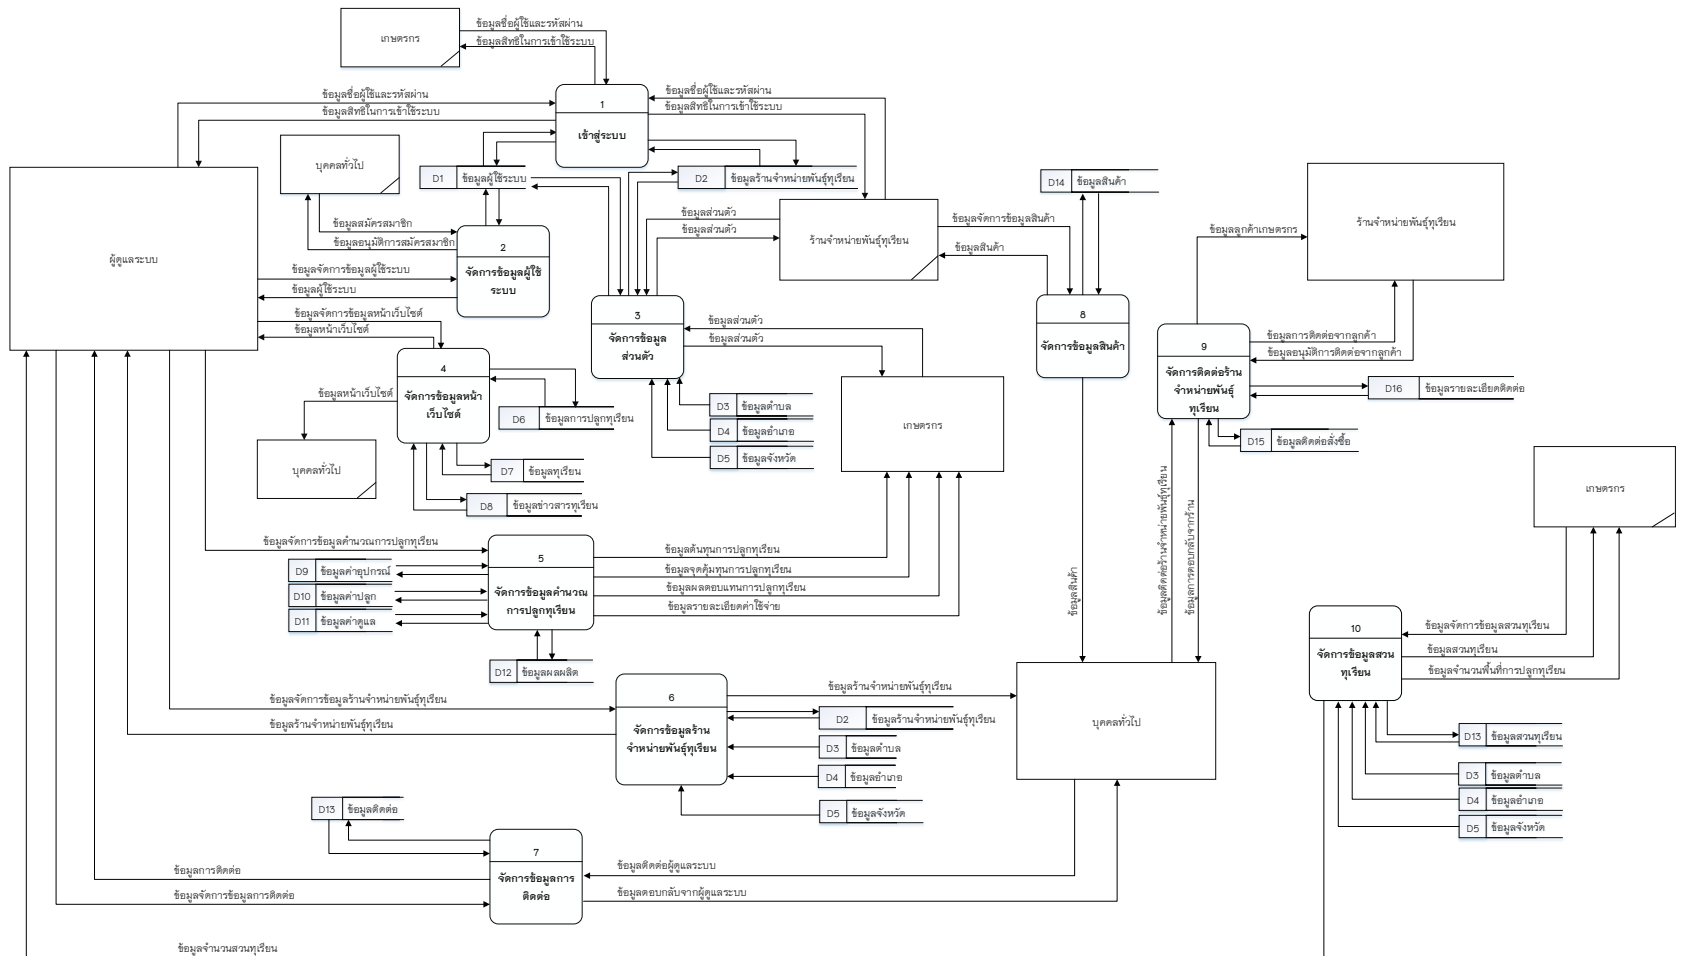 เกษตรกร
ข้อมูลชื่อผู้ใช้และรหัสผ่าน
ข้อมูลสิทธิในการเข้าใช้ระบบ
ข้อมูลชื่อผู้ใช้และรหัสผ่าน
ข้อมูลสิทธิในการเข้าใช้ระบบ
1
เข้าสู่ระบบ
ข้อมูลชื่อผู้ใช้และรหัสผ่าน
ข้อมูลสิทธิในการเข้าใช้ระบบ
บุคคลทั่วไป
D1 ข้อมูลผู้ใช้ระบบ
D2 ข้อมูลร้านจำหน่ายพันธุ์ทุเรียน
D14 ข้อมูลสินค้า
ผู้ดูแลระบบ
ข้อมูลสมัครสมาชิก
ข้อมูลอนุมัติการสมัครสมาชิก
ข้อมูลจัดการข้อมูลผู้ใช้ระบบ
ข้อมูลผู้ใช้ระบบ
2
จัดการข้อมูลผู้ใช้
ระบบ
ข้อมูลส่วนตัว
ข้อมูลส่วนตัว
ร้านจำหน่ายพันธุ์ทุเรียน
ข้อมูลจัดการข้อมูลสินค้า
ข้อมูลสินค้า
ข้อมูลลูกค้าเกษตรกร
ร้านจำหน่ายพันธุ์ทุเรียน
ข้อมูลจัดการข้อมูลหน้าเว็บไซต์
ข้อมูลหน้าเว็บไซต์
3
จัดการข้อมูล
ส่วนตัว
ข้อมูลส่วนตัว
ข้อมูลส่วนตัว
8
จัดการข้อมูลสินค้า
9
จัดการติดต่อร้าน
จำหน่ายพันธุ์
ทุเรียน
ข้อมูลการติดต่อจากลูกค้า
ข้อมูลอนุมัติการติดต่อจากลูกค้า
D16 ข้อมูลรายละเอียดติดต่อ
D15 ข้อมูลติดต่อสั่งซื้อ
4
จัดการข้อมูลหน้า
เว็บไซต์
ข้อมูลหน้าเว็บไซต์
บุคคลทั่วไป
D6 ข้อมูลการปลูกทุเรียน
D7 ข้อมูลทุเรียน
D8 ข้อมูลข่าวสารทุเรียน
D3 ข้อมูลตำบล
D4 ข้อมูลอำเภอ
D5 ข้อมูลจังหวัด
เกษตรกร
เกษตรกร
ข้อมูลจัดการข้อมูลคำนวณการปลูกทุเรียน
D9 ข้อมูลค่าอุปกรณ์
D10 ข้อมูลค่าปลูก
D11 ข้อมูลค่าดูแล
5
จัดการข้อมูลคำนวณ
การปลูกทุเรียน
ข้อมูลต้นทุนการปลูกทุเรียน
ข้อมูลจุดคุ้มทุนการปลูกทุเรียน
ข้อมูลผลตอบแทนการปลูกทุเรียน
ข้อมูลรายละเอียดค่าใช้จ่าย
D12 ข้อมูลผลผลิต
ข้อมูลสินค้า
ข้อมูลติดต่อร้านจำหน่ายพันธุ์ทุเรียน
ข้อมูลการตอบกลับจากร้าน
10
จัดการข้อมูลสวน
ทุเรียน
ข้อมูลจัดการข้อมูลสวนทุเรียน
ข้อมูลสวนทุเรียน
ข้อมูลจำนวนพื้นที่การปลูกทุเรียน
ข้อมูลจัดการข้อมูลร้านจำหน่ายพันธุ์ทุเรียน
ข้อมูลร้านจำหน่ายพันธุ์ทุเรียน
6
จัดการข้อมูลร้าน
จำหน่ายพันธุ์ทุเรียน
ข้อมูลร้านจำหน่ายพันธุ์ทุเรียน
D2 ข้อมูลร้านจำหน่ายพันธุ์ทุเรียน
D3 ข้อมูลตำบล
D4 ข้อมูลอำเภอ
D5 ข้อมูลจังหวัด
บุคคลทั่วไป
D13 ข้อมูลสวนทุเรียน
D3 ข้อมูลตำบล
D4 ข้อมูลอำเภอ
D5 ข้อมูลจังหวัด
D13 ข้อมูลติดต่อ
7
จัดการข้อมูลการ
ติดต่อ
ข้อมูลการติดต่อ
ข้อมูลจัดการข้อมูลการติดต่อ
ข้อมูลติดต่อผู้ดูแลระบบ
ข้อมูลตอบกลับจากผู้ดูแลระบบ
ข้อมูลจำนวนสวนทุเรียน